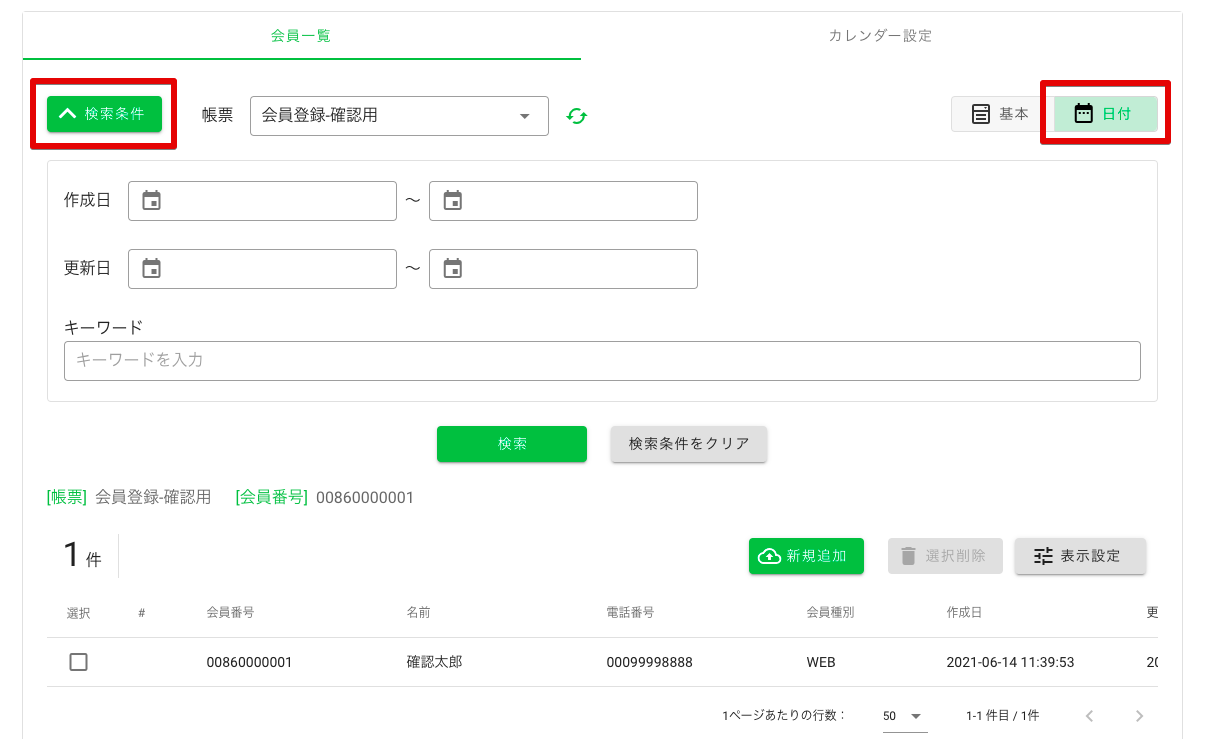 会員一覧 カレンダー設定
検索条件 帳票 会員登録-確認用 基本 日付
作成日 ～
更新日 ～
キーワード
キーワードを入力
検索 検索条件をクリア
[帳票] 会員登録-確認用 [会員番号] 00860000001
1 件 新規追加 選択削除 表示設定
選択 # 会員番号 名前 電話番号 会員種別 作成日 更
00860000001 確認太郎 00099998888 WEB 2021-06-14 11:39:53 20
1ページあたりの行数： 50 1-1 件目 / 1件